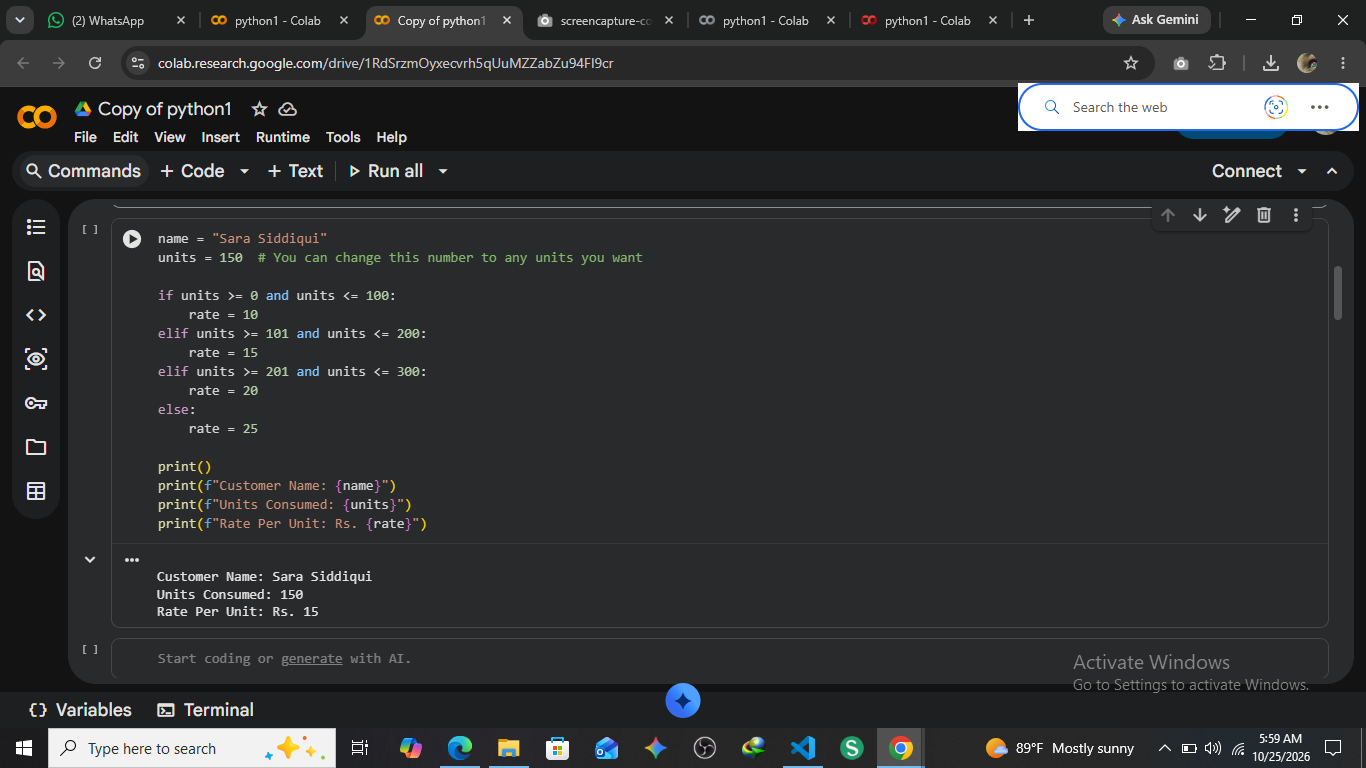 (2) WhatsApp
python1 - Colab
Copy of python1
screencapture-co
python1 - Colab
python1 - Colab
Ask Gemini
colab.research.google.com/drive/1RdSrzmOyxecvrh5qUuMZZabZu94Fl9cr
Copy of python1
Search the web
File Edit View Insert Runtime Tools Help
Commands + Code + Text Run all Connect
[ ]
name = "Sara Siddiqui"
units = 150  # You can change this number to any units you want
if units >= 0 and units <= 100:
    rate = 10
elif units >= 101 and units <= 200:
    rate = 15
elif units >= 201 and units <= 300:
    rate = 20
else:
    rate = 25
print()
print(f"Customer Name: {name}")
print(f"Units Consumed: {units}")
print(f"Rate Per Unit: Rs. {rate}")
Customer Name: Sara Siddiqui
Units Consumed: 150
Rate Per Unit: Rs. 15
[ ]
Start coding or generate with AI.
Activate Windows
Go to Settings to activate Windows.
{} Variables Terminal
Type here to search
S
89°F Mostly sunny
5:59 AM
10/25/2026